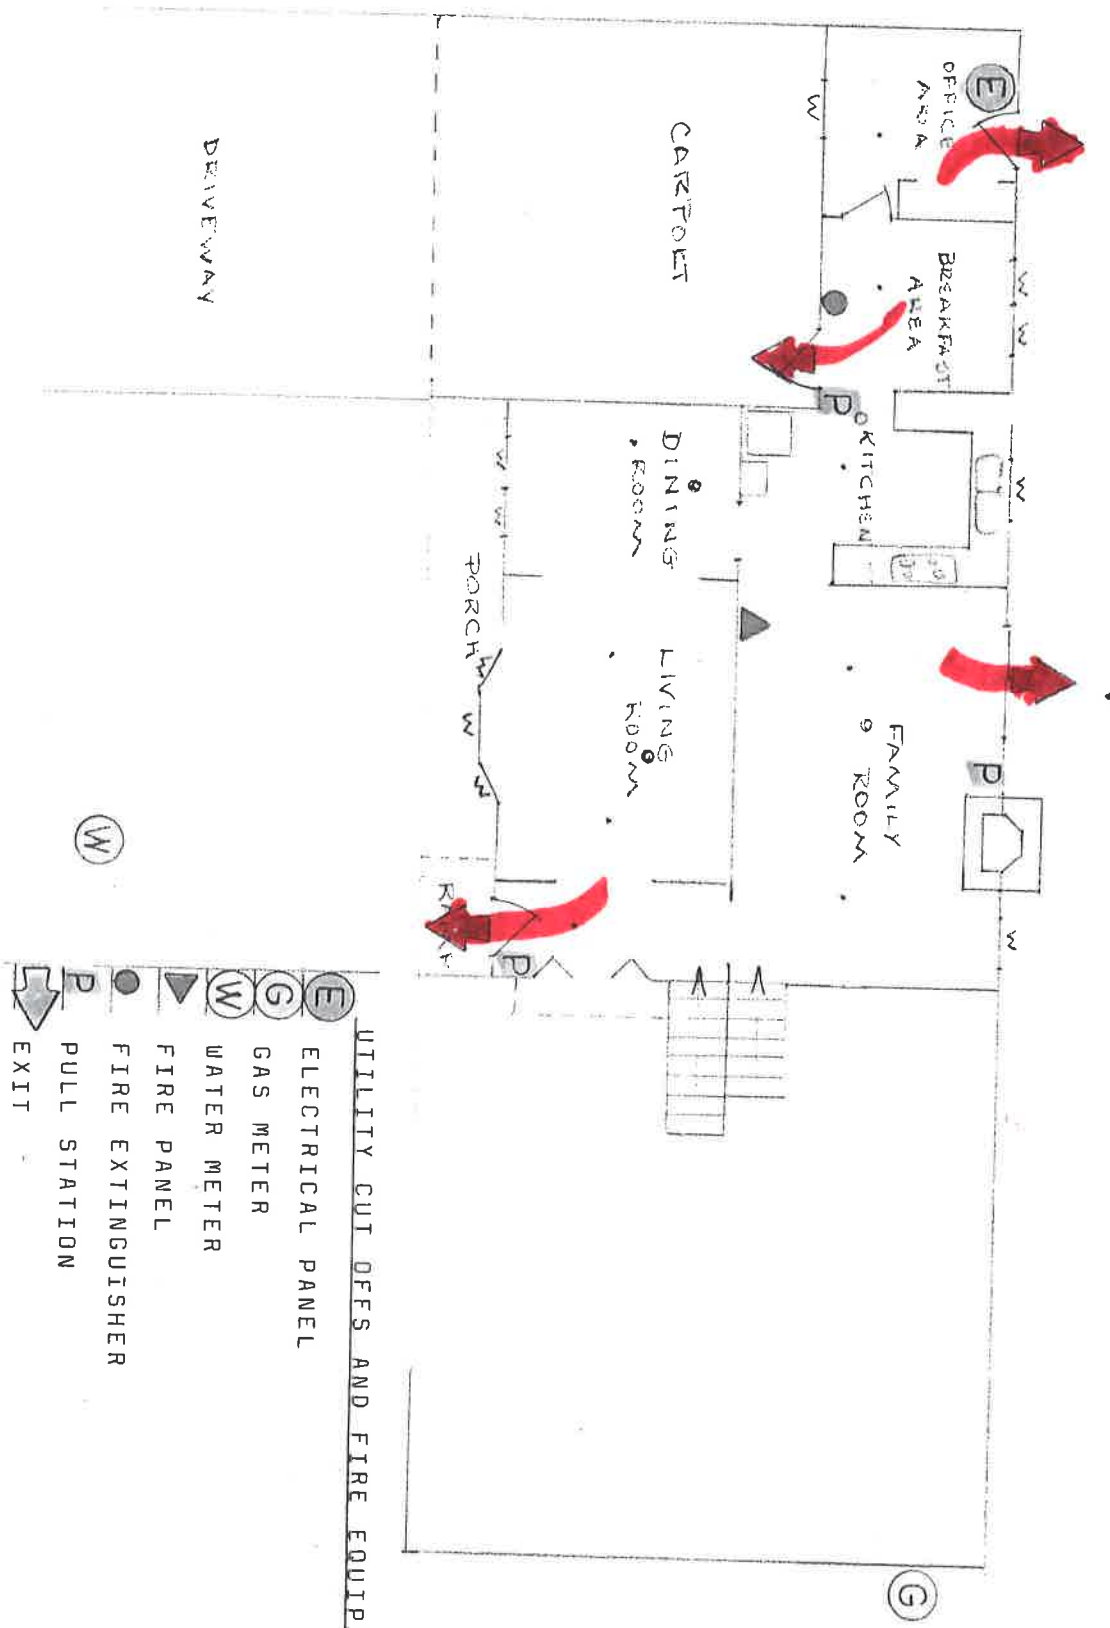 OFFICE
AREA
E
W
CARPORT
DRIVEWAY
BREAKFAST
AREA
W W
P
KITCHEN
W
DINING
ROOM
W W
PORCH
LIVING
ROOM
W
W
W
FAMILY
ROOM
P
W
P
W
G
UTILITY CUT OFFS AND FIRE EQUIP
E ELECTRICAL PANEL
G GAS METER
W WATER METER
FIRE PANEL
FIRE EXTINGUISHER
P PULL STATION
EXIT